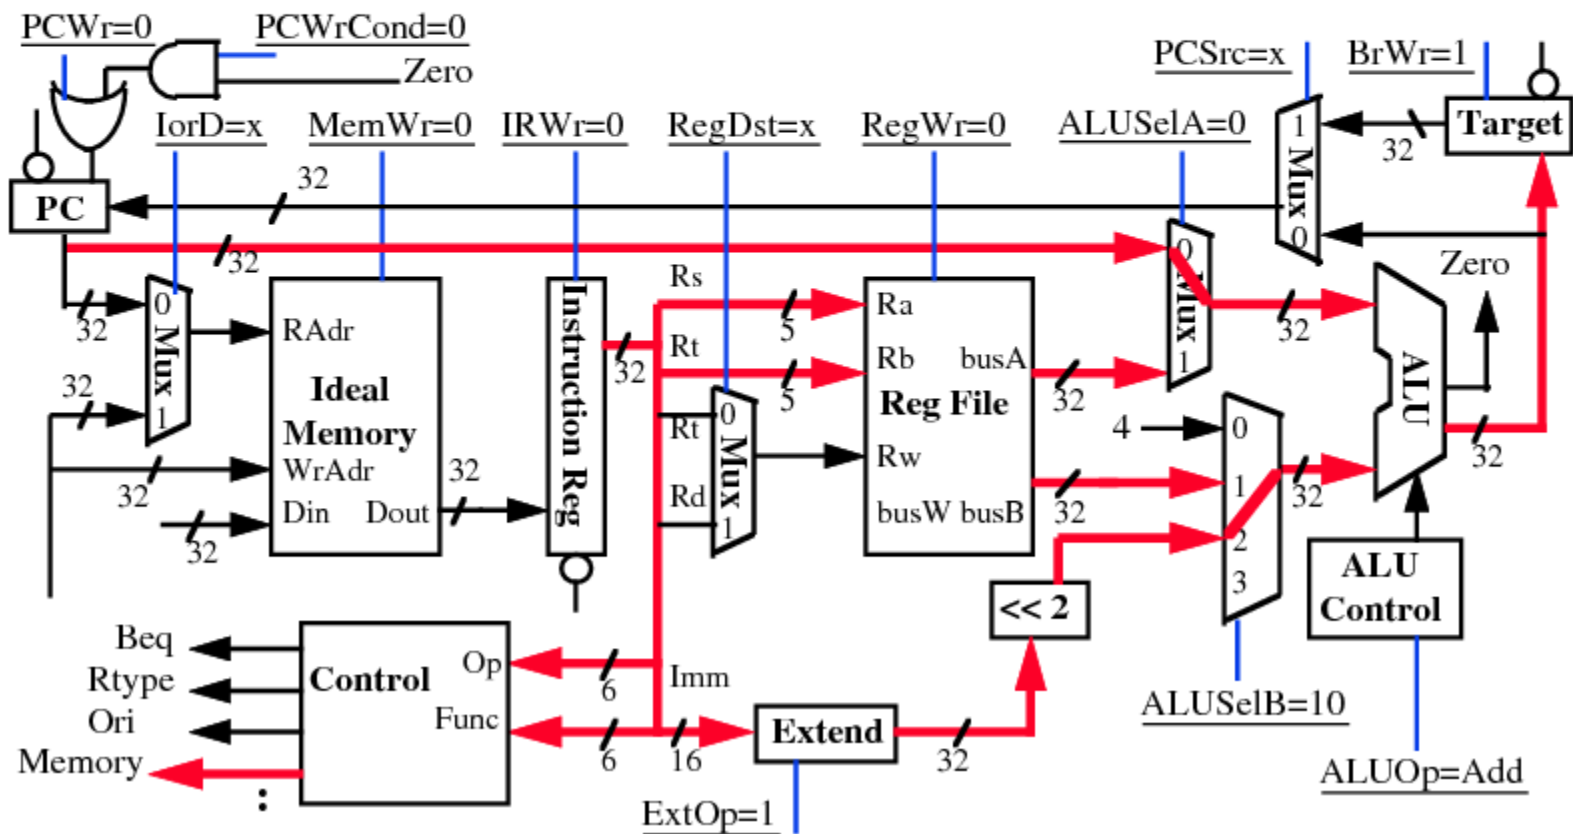 PCWr=0
PCWrCond=0
Zero
PCSrc=x
BrWr=1
IorD=x
MemWr=0
IRWr=0
RegDst=x
RegWr=0
ALUSelA=0
1
Mux
0
Target
32
PC
32
32
0
Mux
1
32
32
RAdr
Ideal
Memory
WrAdr
Din
Dout
32
32
32
Instruction Reg
32
Rs
5
Rt
5
Rt
0
Mux
1
Rd
Ra
Rb
busA
Reg File
Rw
busW
busB
32
32
0
Mux
1
32
4
0
1
2
3
32
ALU
Zero
32
<< 2
ALU
Control
Beq
Rtype
Ori
Memory
:
Control
Op
Func
6
6
Imm
16
Extend
32
ExtOp=1
ALUSelB=10
ALUOp=Add